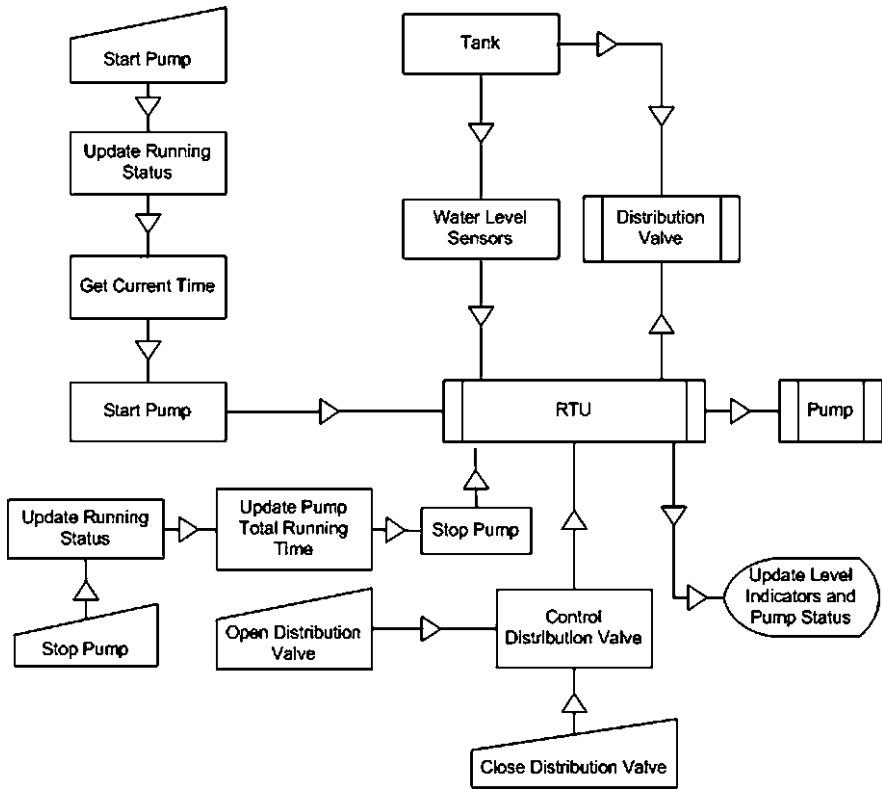 Start Pump
Tank
Update Running
Status
Water Level
Sensors
Distribution
Valve
Get Current Time
Start Pump
RTU
Pump
Update Running
Status
Update Pump
Total Running
Time
Stop Pump
Update Level
Indicators and
Pump Status
Stop Pump
Open Distribution
Valve
Control
Distribution Valve
Close Distribution Valve